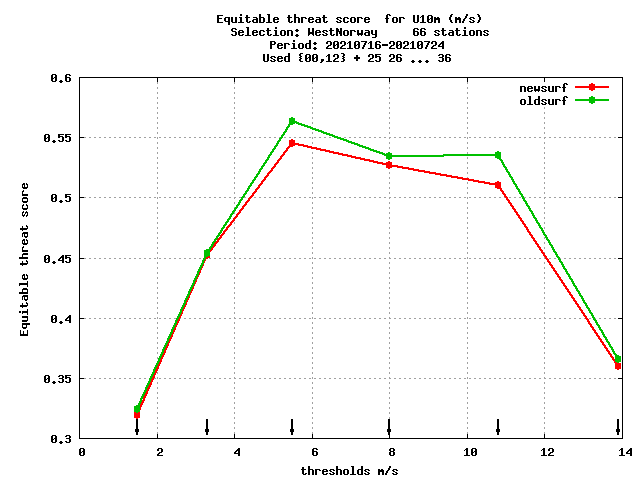 Equitable threat score  for U10m (m/s)
Selection: WestNorway     66 stations
Period: 20210716-20210724
Used {00,12} + 25 26 ... 36
newsurf
oldsurf
Equitable threat score
0.6
0.55
0.5
0.45
0.4
0.35
0.3
0 2 4 6 8 10 12 14
thresholds m/s